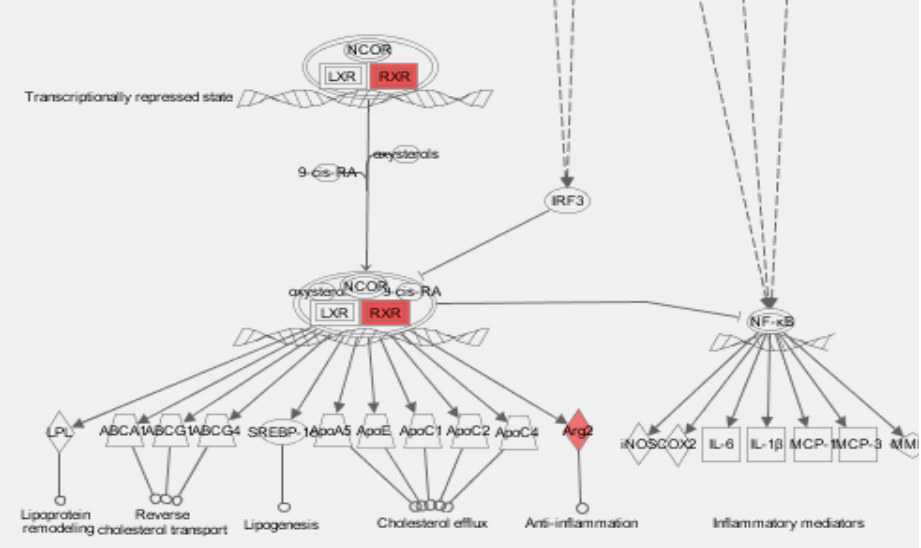 NCOR
LXR RXR
Transcriptionally repressed state
oxysterols
9-cis-RA
IRF3
NCOR
oxysterol 9-cis-RA
LXR RXR
NF-κB
LPL ABCA1 ABCG1 ABCG4 SREBP-1 ApoA5 ApoE ApoC1 ApoC2 ApoC4 Arg2
iNOS COX2 IL-6 IL-1β MCP-1 MCP-3
Lipoprotein
remodeling
Reverse
cholesterol transport
Lipogenesis
Cholesterol efflux
Anti-inflammation
Inflammatory mediators